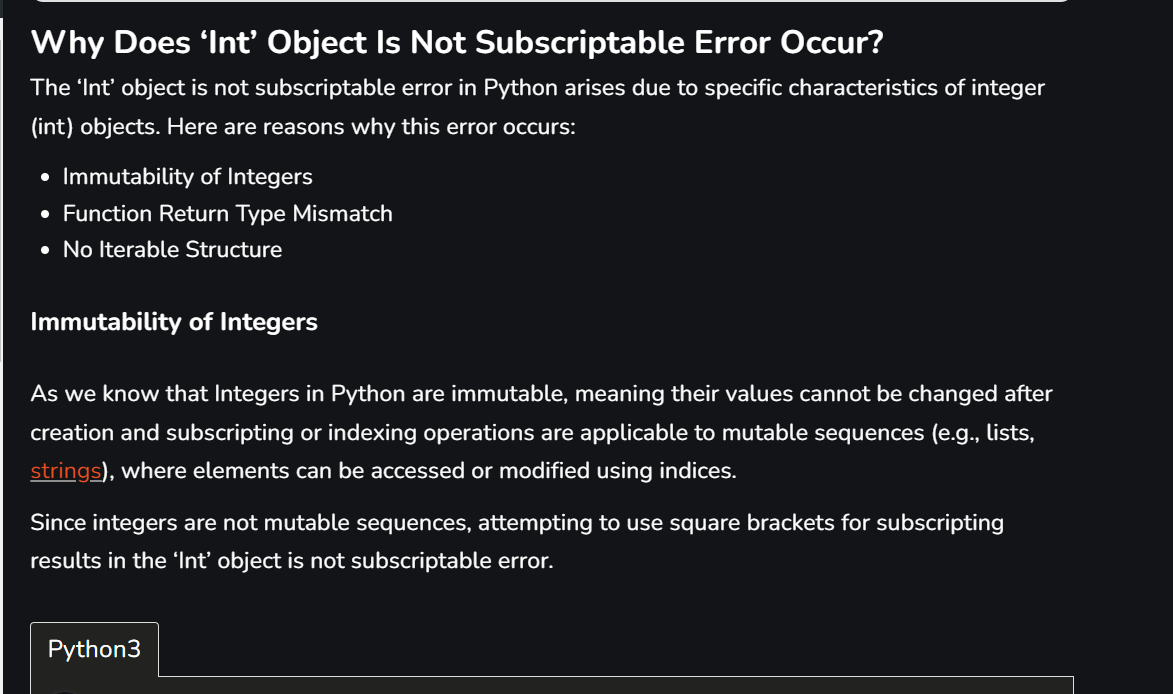 Why Does ‘Int’ Object Is Not Subscriptable Error Occur?
The ‘Int’ object is not subscriptable error in Python arises due to specific characteristics of integer
(int) objects. Here are reasons why this error occurs:
• Immutability of Integers
• Function Return Type Mismatch
• No Iterable Structure
Immutability of Integers
As we know that Integers in Python are immutable, meaning their values cannot be changed after
creation and subscripting or indexing operations are applicable to mutable sequences (e.g., lists,
strings), where elements can be accessed or modified using indices.
Since integers are not mutable sequences, attempting to use square brackets for subscripting
results in the ‘Int’ object is not subscriptable error.
Python3